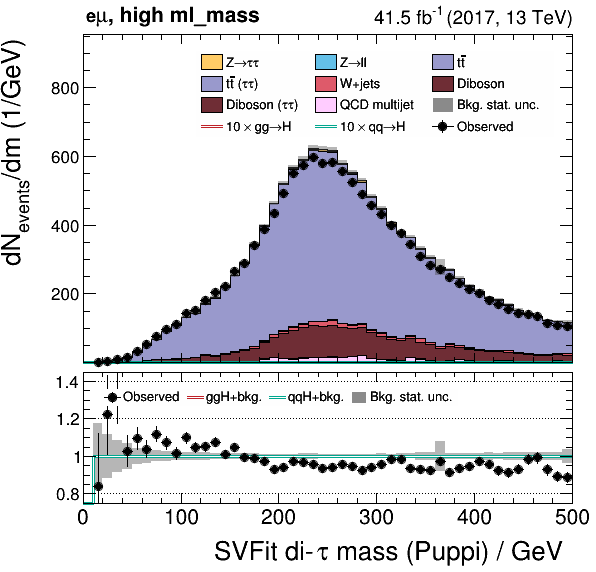 eμ, high ml_mass 41.5 fb⁻¹ (2017, 13 TeV)
dN_events/dm (1/GeV)
800
600
400
200
Z→ττ Z→ll tt̄
tt̄ (ττ) W+jets Diboson
Diboson (ττ) QCD multijet Bkg. stat. unc.
10 × gg→H 10 × qq→H Observed
1.4
1.2
1
0.8
Observed ggH+bkg. qqH+bkg. Bkg. stat. unc.
0 100 200 300 400 500
SVFit di-τ mass (Puppi) / GeV